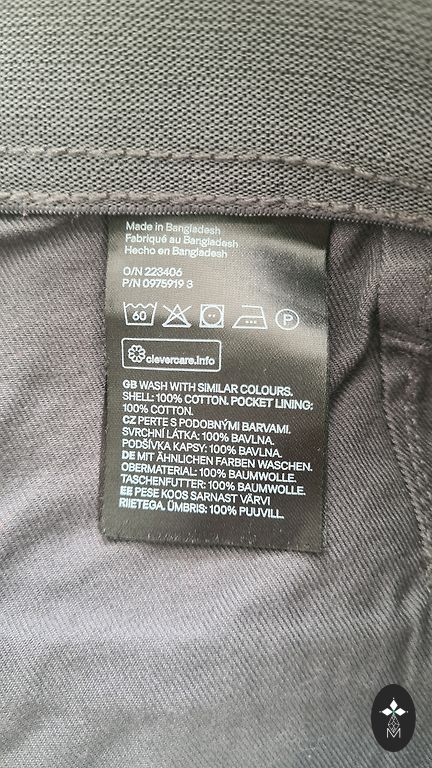 Made in Bangladesh
Fabriqué au Bangladesh
Hecho en Bangladesh
O/N 223406
P/N 0975919 3
60 P
clevercare.info
GB WASH WITH SIMILAR COLOURS.
SHELL: 100% COTTON. POCKET LINING:
100% COTTON.
CZ PERTE S PODOBNÝMI BARVAMI.
SVRCHNÍ LÁTKA: 100% BAVLNA.
PODŠÍVKA KAPSY: 100% BAVLNA.
DE MIT ÄHNLICHEN FARBEN WASCHEN.
OBERMATERIAL: 100% BAUMWOLLE.
TASCHENFUTTER: 100% BAUMWOLLE.
EE PESE KOOS SARNAST VÄRVI
RIIETEGA. ÜMBRIS: 100% PUUVILL.
M